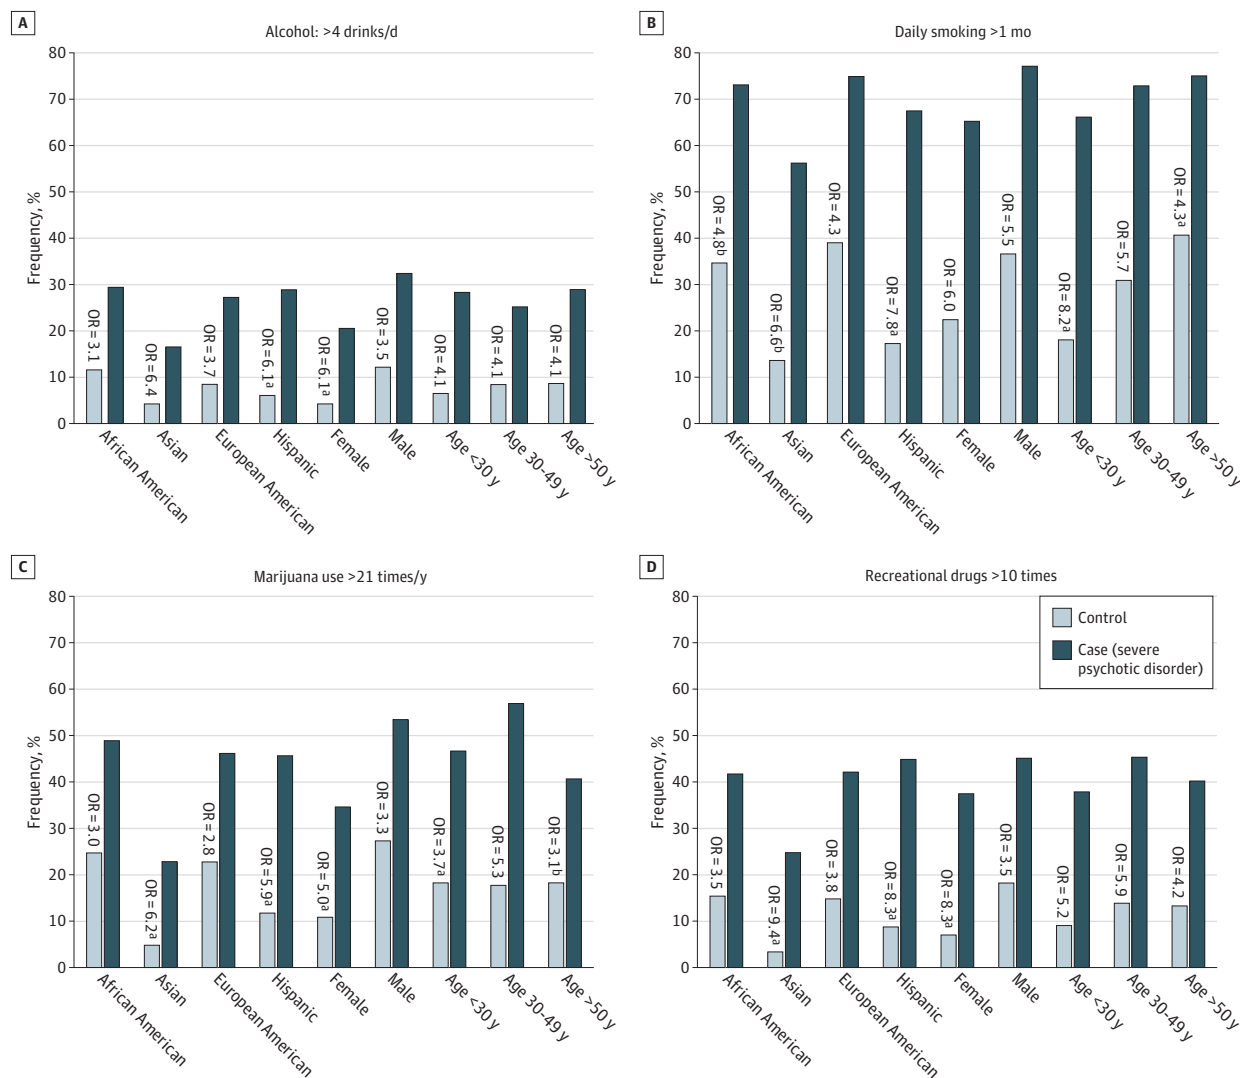 A
Alcohol: >4 drinks/d
80
70
60
50
40
30
20
10
0
Frequency, %
OR = 3.1
OR = 6.4
OR = 3.7
OR = 6.1a
OR = 6.1a
OR = 3.5
OR = 4.1
OR = 4.1
OR = 4.1
African American
Asian
European American
Hispanic
Female
Male
Age <30 y
Age 30-49 y
Age >50 y
B
Daily smoking >1 mo
80
70
60
50
40
30
20
10
0
Frequency, %
OR = 4.8b
OR = 6.6b
OR = 4.3
OR = 7.8a
OR = 6.0
OR = 5.5
OR = 8.2a
OR = 5.7
OR = 4.3a
African American
Asian
European American
Hispanic
Female
Male
Age <30 y
Age 30-49 y
Age >50 y
C
Marijuana use >21 times/y
80
70
60
50
40
30
20
10
0
Frequency, %
OR = 3.0
OR = 6.2a
OR = 2.8
OR = 5.9a
OR = 5.0a
OR = 3.3
OR = 3.7a
OR = 5.3
OR = 3.1b
African American
Asian
European American
Hispanic
Female
Male
Age <30 y
Age 30-49 y
Age >50 y
D
Recreational drugs >10 times
80
70
60
50
40
30
20
10
0
Frequency, %
Control
Case (severe
psychotic disorder)
OR = 3.5
OR = 9.4a
OR = 3.8
OR = 8.3a
OR = 8.3a
OR = 3.5
OR = 5.2
OR = 5.9
OR = 4.2
African American
Asian
European American
Hispanic
Female
Male
Age <30 y
Age 30-49 y
Age >50 y